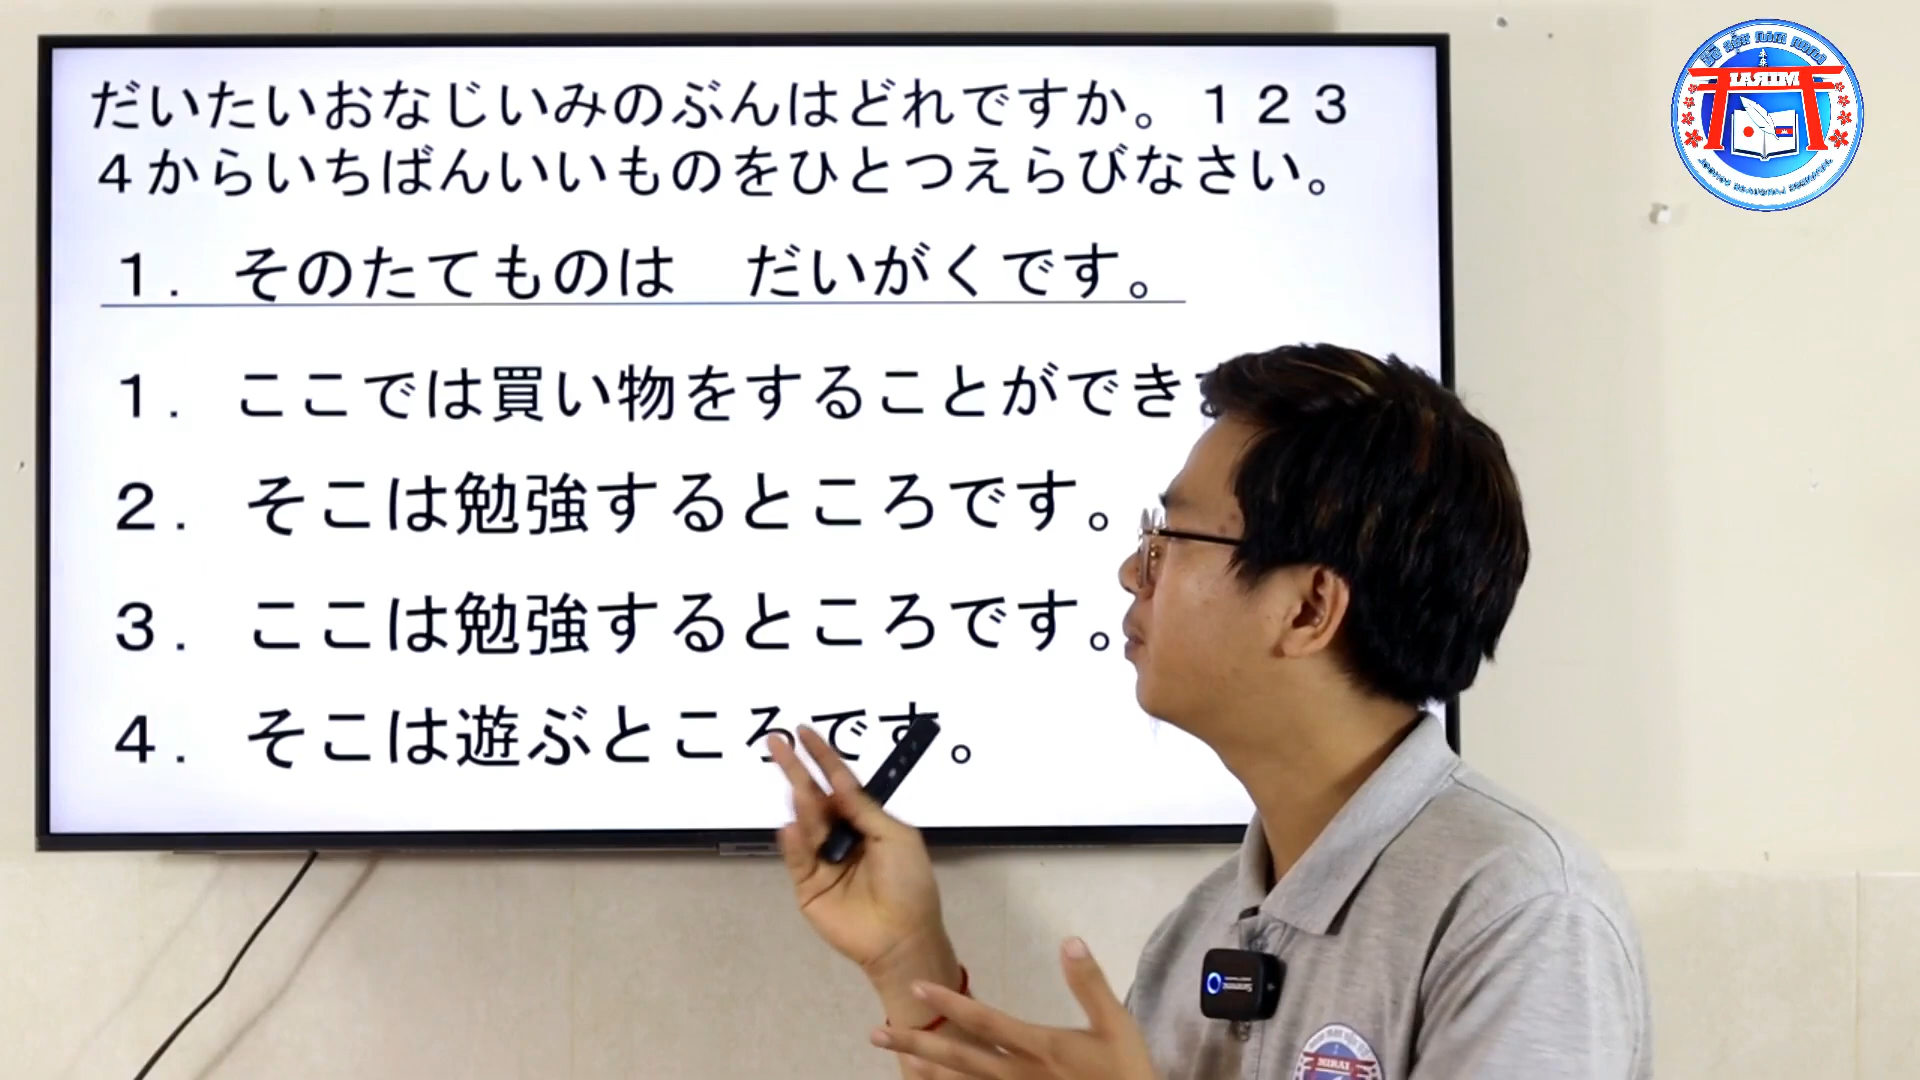 だいたいおなじいみのぶんはどれですか。１２３
４からいちばんいいものをひとつえらびなさい。
１．そのたてものは　だいがくです。
１．ここでは買い物をすることができ
２．そこは勉強するところです。
３．ここは勉強するところです。
４．そこは遊ぶところです。
MIRAI
MIRAI